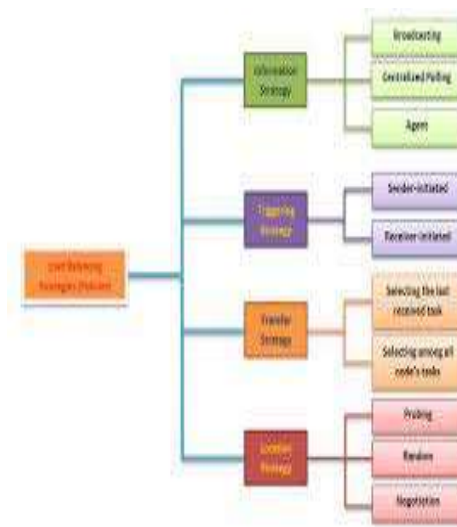 Broadcasting
Information
Strategy
Centralized Polling
Agent
Triggering
Strategy
Sender-initiated
Receiver-initiated
Load Balancing
Strategies (Policies)
Transfer
Strategy
Selecting the last
received task
Selecting among all
node's tasks
Location
Strategy
Probing
Random
Negotiation